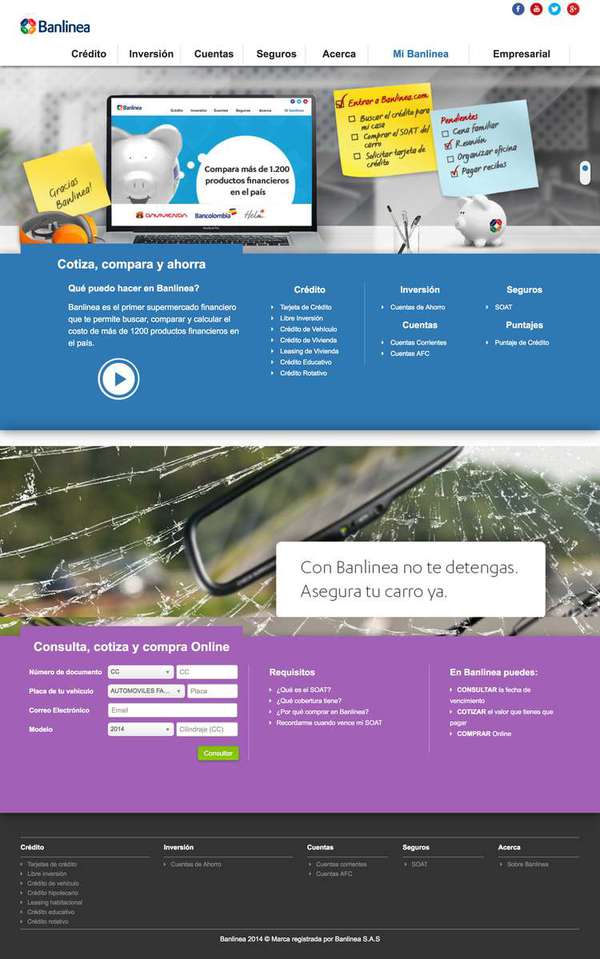 Banlinea
Crédito Inversión Cuentas Seguros Acerca Mi Banlinea Empresarial
Banlinea
Crédito Inversión Cuentas Seguros Acerca Mi Banlinea
Compara más de 1.200
productos financieros
en el país
DAVIVIENDA Bancolombia Helm
Gracias
Banlinea!
Entrar a Banlinea.com
Buscar el crédito para
mi casa
Comprar el SOAT del
carro
Solicitar tarjeta de
crédito
Pendientes
Cena familiar
Reunión
Organizar oficina
Pagar recibos
Cotiza, compara y ahorra
Qué puedo hacer en Banlinea?
Banlinea es el primer supermercado financiero
que te permite buscar, comparar y calcular el
costo de más de 1200 productos financieros en
el país.
Crédito
Tarjeta de Crédito
Libre Inversión
Crédito de Vehículo
Crédito de Vivienda
Leasing de Vivienda
Crédito Educativo
Crédito Rotativo
Inversión
Cuentas de Ahorro
Cuentas
Cuentas Corrientes
Cuentas AFC
Seguros
SOAT
Puntajes
Puntaje de Crédito
Con Banlinea no te detengas.
Asegura tu carro ya.
Consulta, cotiza y compra Online
Número de documento CC CC
Placa de tu vehículo AUTOMOVILES FA... Placa
Correo Electrónico Email
Modelo 2014 Cilindraje (CC)
Consultar
Requisitos
¿Qué es el SOAT?
¿Qué cobertura tiene?
¿Por qué comprar en Banlinea?
Recordarme cuando vence mi SOAT
En Banlinea puedes:
CONSULTAR la fecha de
vencimiento
COTIZAR el valor que tienes que
pagar
COMPRAR Online
Crédito
Tarjetas de crédito
Libre inversión
Crédito de vehículo
Crédito hipotecario
Leasing habitacional
Crédito educativo
Crédito rotativo
Inversión
Cuentas de Ahorro
Cuentas
Cuentas corrientes
Cuentas AFC
Seguros
SOAT
Acerca
Sobre Banlinea
Banlinea 2014 © Marca registrada por Banlinea S.A.S